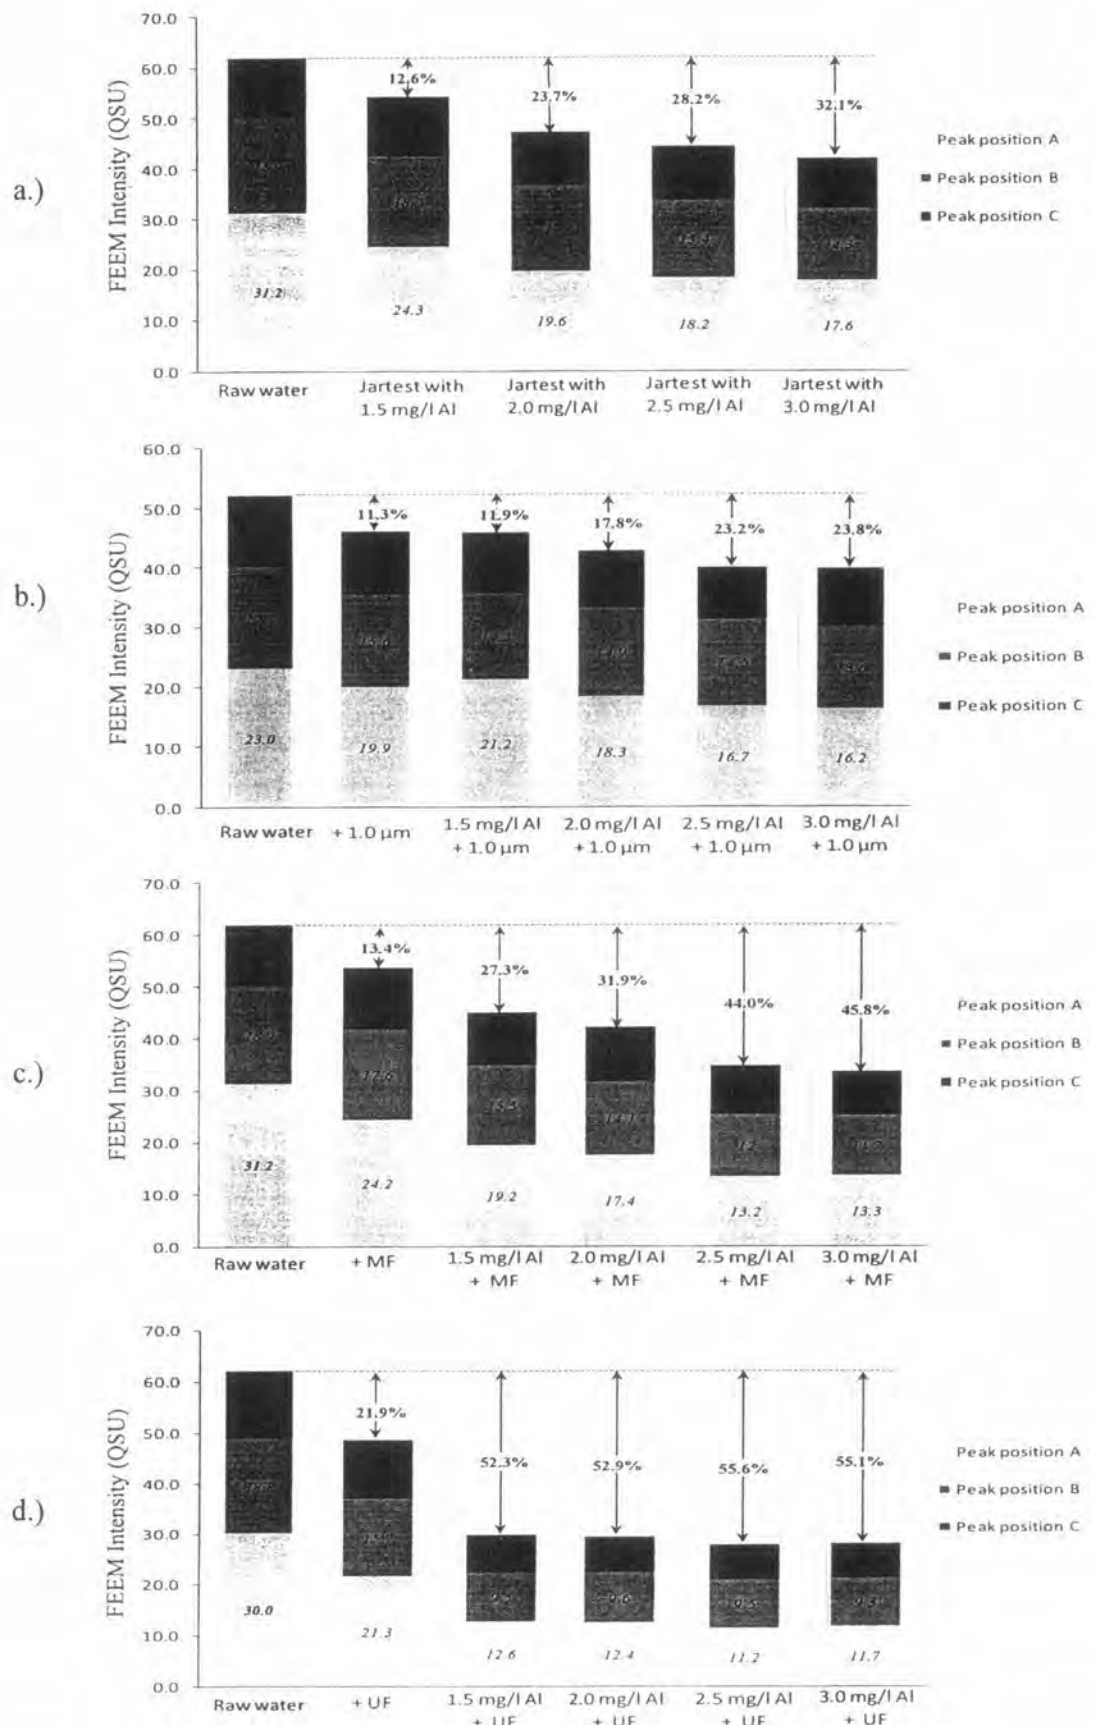 a.)
FEEM Intensity (QSU)
70.0
60.0
50.0
40.0
30.0
20.0
10.0
0.0
12.6%
23.7%
28.2%
32.1%
31.2
24.3
19.6
18.2
17.6
Raw water
Jartest with
1.5 mg/l Al
Jartest with
2.0 mg/l Al
Jartest with
2.5 mg/l Al
Jartest with
3.0 mg/l Al
Peak position A
Peak position B
Peak position C
b.)
FEEM Intensity (QSU)
60.0
50.0
40.0
30.0
20.0
10.0
0.0
11.3%
11.9%
17.8%
23.2%
23.8%
23.0
19.9
21.2
18.3
16.7
16.2
Raw water
+ 1.0 µm
1.5 mg/l Al
+ 1.0 µm
2.0 mg/l Al
+ 1.0 µm
2.5 mg/l Al
+ 1.0 µm
3.0 mg/l Al
+ 1.0 µm
Peak position A
Peak position B
Peak position C
c.)
FEEM Intensity (QSU)
70.0
60.0
50.0
40.0
30.0
20.0
10.0
0.0
13.4%
27.3%
31.9%
44.0%
45.8%
17.6
31.2
24.2
19.2
17.4
13.2
13.3
Raw water
+ MF
1.5 mg/l Al
+ MF
2.0 mg/l Al
+ MF
2.5 mg/l Al
+ MF
3.0 mg/l Al
+ MF
Peak position A
Peak position B
Peak position C
d.)
FEEM Intensity (QSU)
70.0
60.0
50.0
40.0
30.0
20.0
10.0
0.0
21.9%
52.3%
52.9%
55.6%
55.1%
30.0
21.3
12.6
12.4
11.2
11.7
Raw water
+ UF
1.5 mg/l Al
+ UF
2.0 mg/l Al
+ UF
2.5 mg/l Al
+ UF
3.0 mg/l Al
+ UF
Peak position A
Peak position B
Peak position C